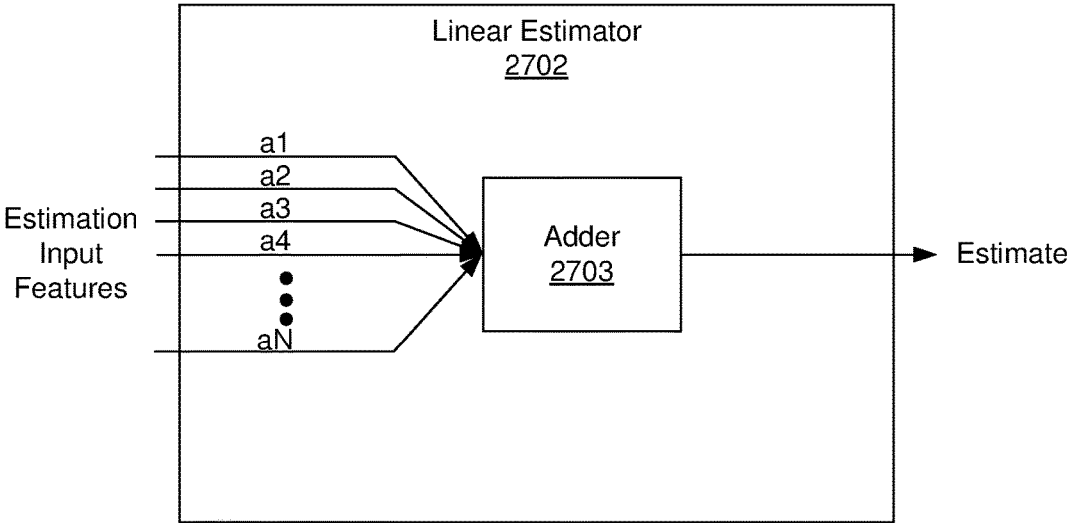 Linear Estimator
2702
a1
a2
a3
a4
aN
Estimation
Input
Features
Adder
2703
Estimate